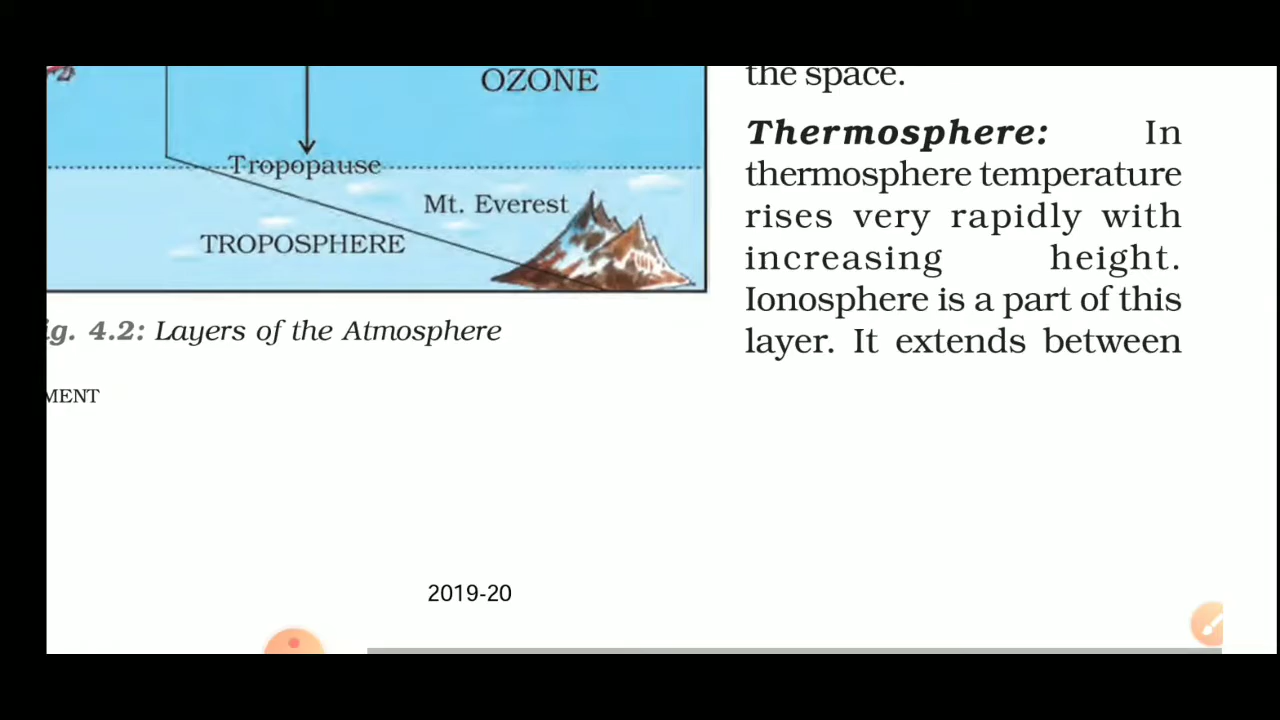 OZONE
Tropopause
Mt. Everest
TROPOSPHERE
ig. 4.2: Layers of the Atmosphere
MENT
the space.
Thermosphere: In
thermosphere temperature
rises very rapidly with
increasing height.
Ionosphere is a part of this
layer. It extends between
2019-20